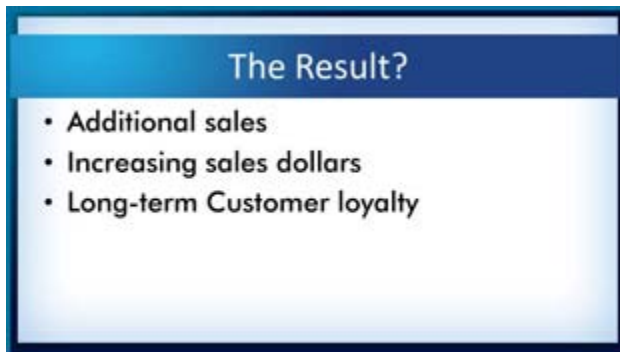 The Result?
• Additional sales
• Increasing sales dollars
• Long-term Customer loyalty